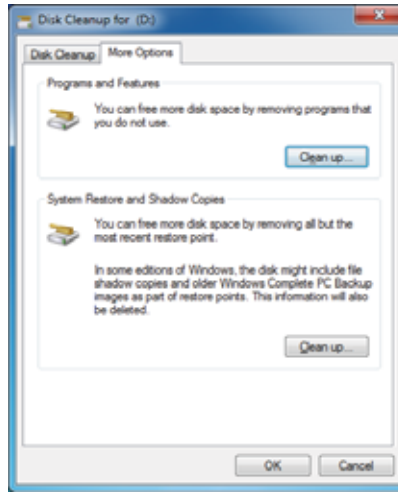 Disk Cleanup for (D:)
Disk Cleanup More Options
Programs and Features
You can free more disk space by removing programs that
you do not use.
Clean up...
System Restore and Shadow Copies
You can free more disk space by removing all but the
most recent restore point.
In some editions of Windows, the disk might include file
shadow copies and older Windows Complete PC Backup
images as part of restore points. This information will also
be deleted.
Clean up...
OK Cancel